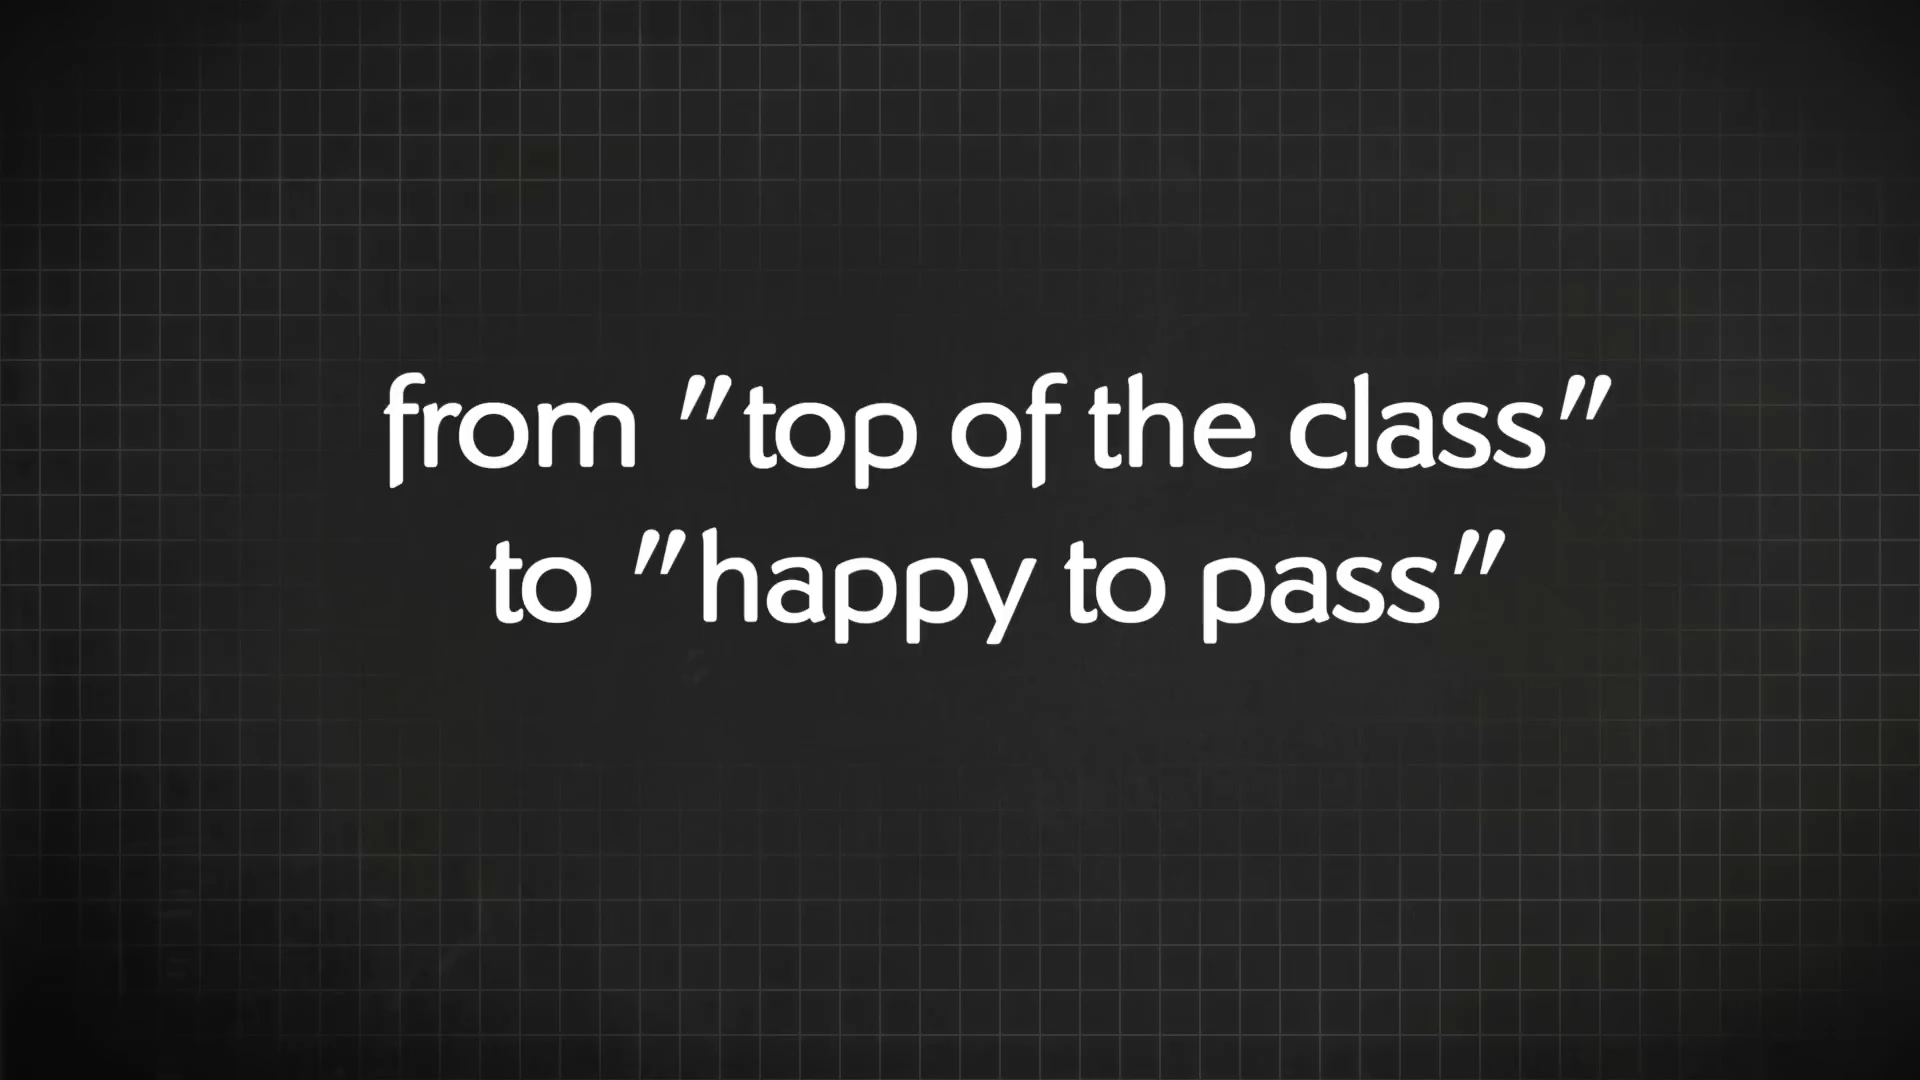 from "top of the class"
to "happy to pass"